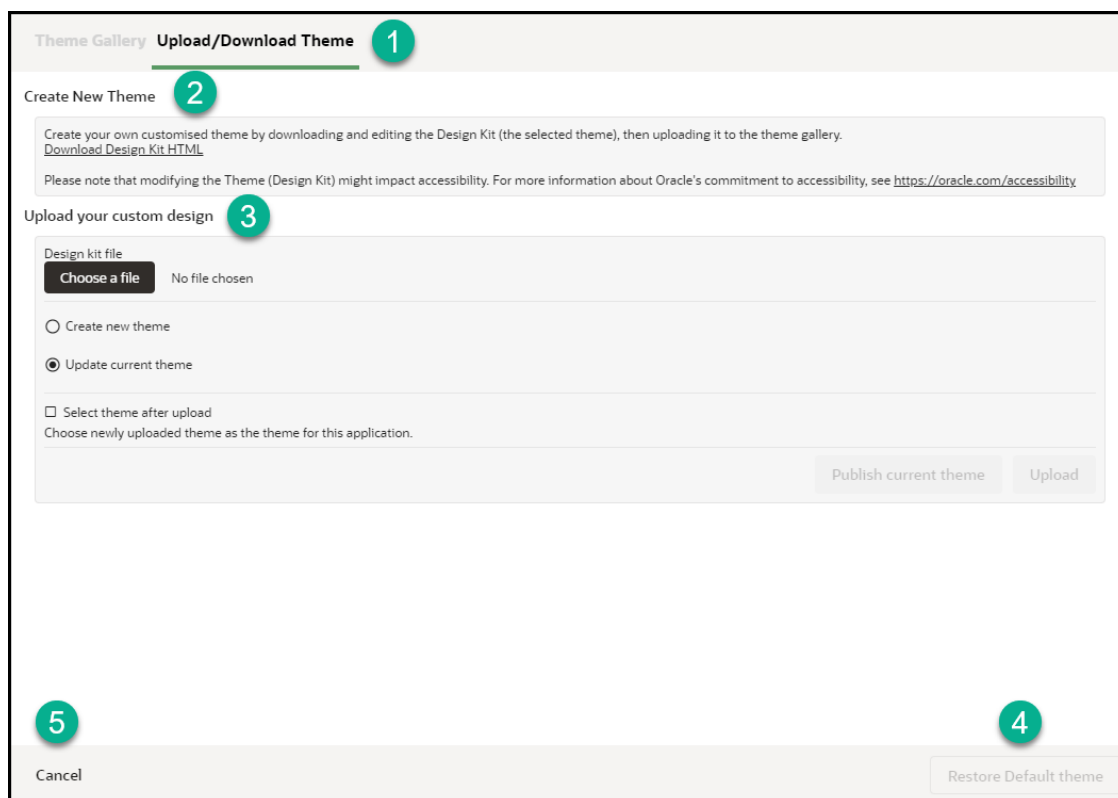 Theme Gallery Upload/Download Theme 1
Create New Theme 2
Create your own customised theme by downloading and editing the Design Kit (the selected theme), then uploading it to the theme gallery.
Download Design Kit HTML
Please note that modifying the Theme (Design Kit) might impact accessibility. For more information about Oracle's commitment to accessibility, see https://oracle.com/accessibility
Upload your custom design 3
Design kit file
Choose a file No file chosen
Create new theme
Update current theme
Select theme after upload
Choose newly uploaded theme as the theme for this application.
Publish current theme Upload
5 4
Cancel Restore Default theme